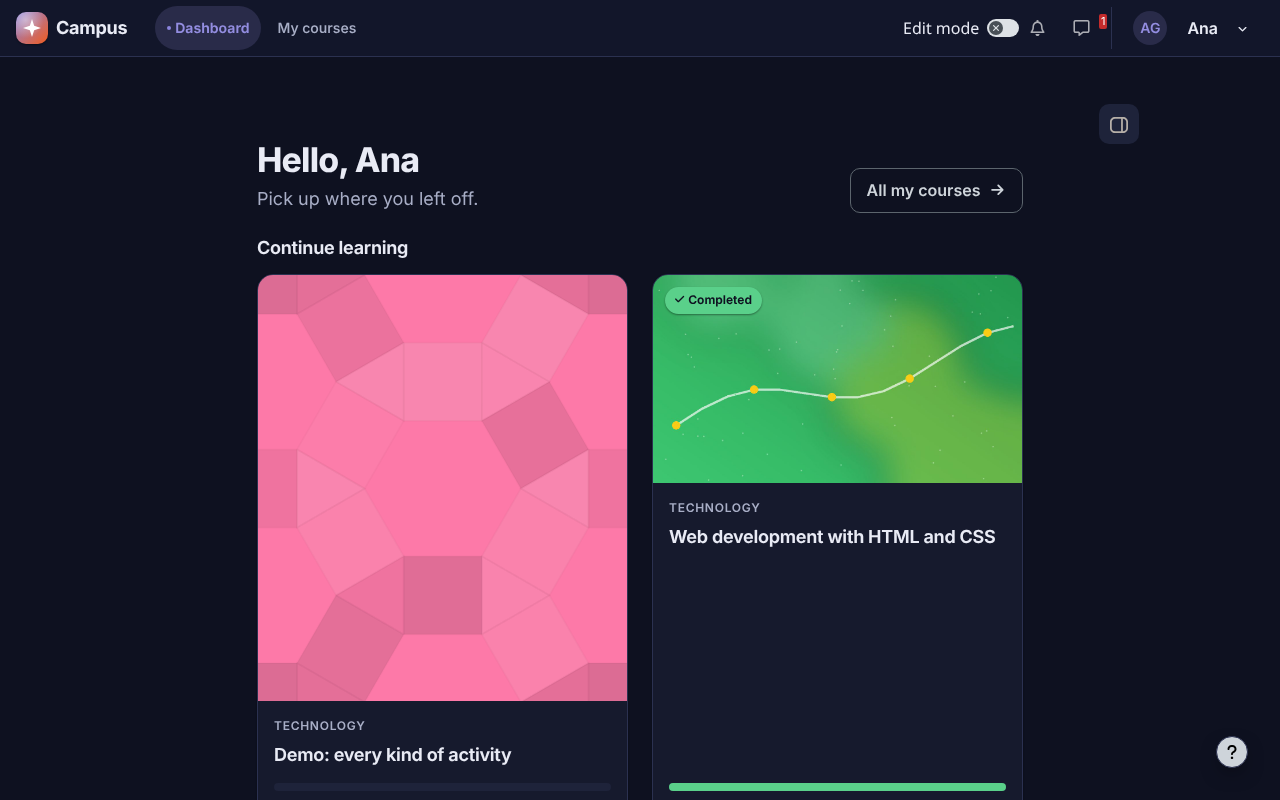 Campus
Dashboard
My courses
Edit mode
1
AG
Ana
Hello, Ana
Pick up where you left off.
All my courses
Continue learning
Completed
TECHNOLOGY
Web development with HTML and CSS
TECHNOLOGY
Demo: every kind of activity
?